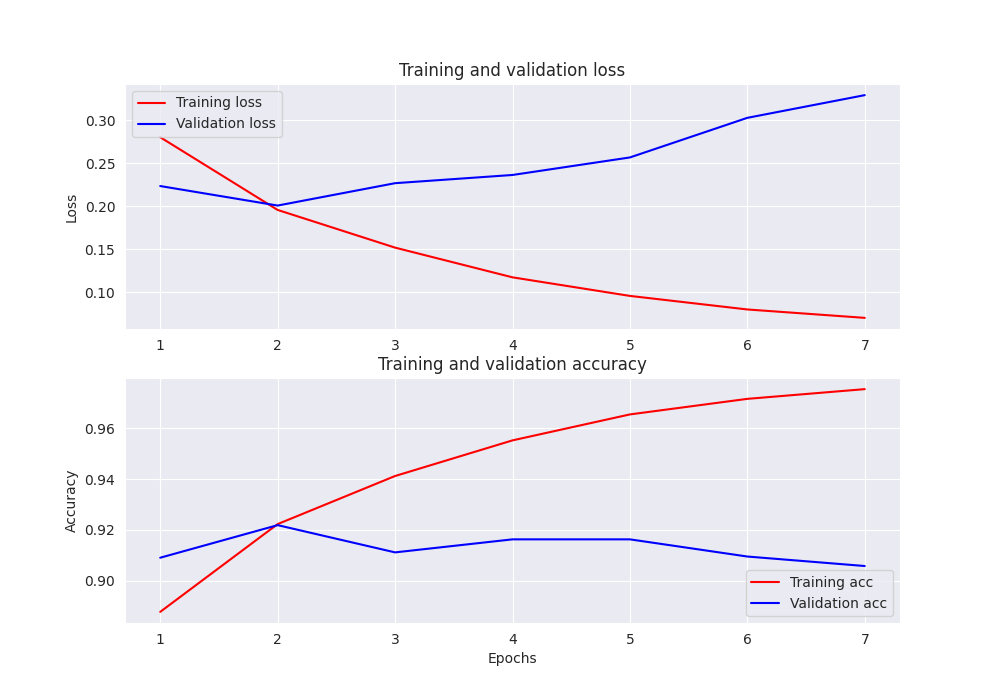 Training and validation loss
Training loss
Validation loss
0.30
0.25
0.20
0.15
0.10
Loss
1 2 3 4 5 6 7
Training and validation accuracy
0.96
0.94
0.92
0.90
Accuracy
Training acc
Validation acc
1 2 3 4 5 6 7
Epochs